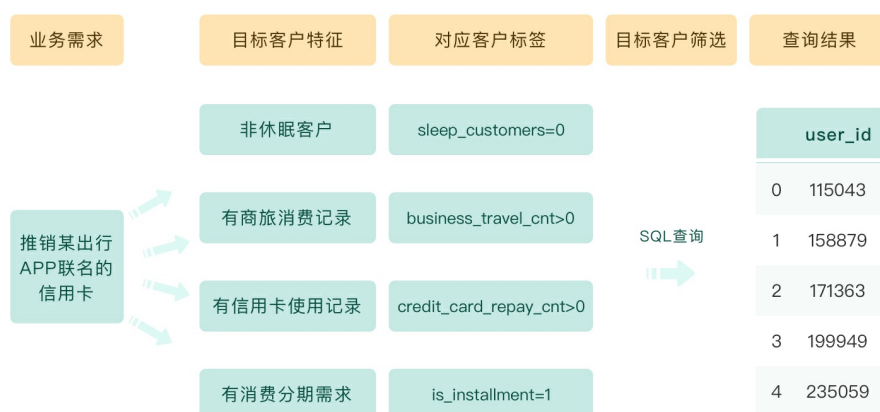 业务需求
目标客户特征
对应客户标签
目标客户筛选
查询结果
非休眠客户
sleep_customers=0
user_id
0 115043
有商旅消费记录
business_travel_cnt>0
推销某出行
APP联名的
信用卡
SQL查询
1 158879
2 171363
有信用卡使用记录
credit_card_repay_cnt>0
3 199949
有消费分期需求
is_installment=1
4 235059